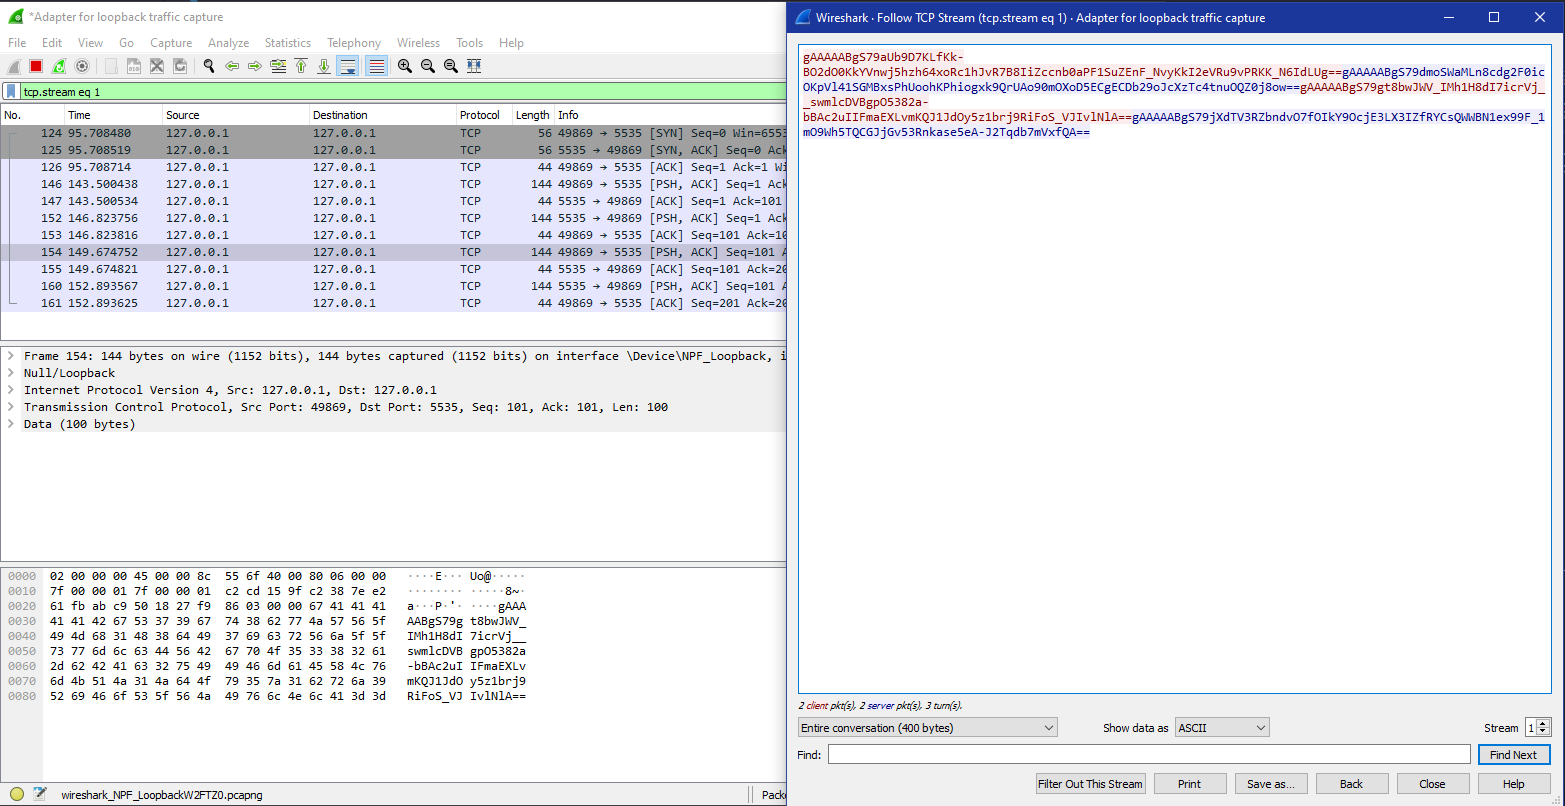 *Adapter for loopback traffic capture
File Edit View Go Capture Analyze Statistics Telephony Wireless Tools Help
tcp.stream eq 1
No. Time Source Destination Protocol Length Info
124 95.708480 127.0.0.1 127.0.0.1 TCP 56 49869 → 5535 [SYN] Seq=0 Win=6553
125 95.708519 127.0.0.1 127.0.0.1 TCP 56 5535 → 49869 [SYN, ACK] Seq=0 Ack
126 95.708714 127.0.0.1 127.0.0.1 TCP 44 49869 → 5535 [ACK] Seq=1 Ack=1 Wi
146 143.500438 127.0.0.1 127.0.0.1 TCP 144 49869 → 5535 [PSH, ACK] Seq=1 Ack
147 143.500534 127.0.0.1 127.0.0.1 TCP 44 5535 → 49869 [ACK] Seq=1 Ack=101
152 146.823756 127.0.0.1 127.0.0.1 TCP 144 5535 → 49869 [PSH, ACK] Seq=1 Ack
153 146.823816 127.0.0.1 127.0.0.1 TCP 44 49869 → 5535 [ACK] Seq=101 Ack=10
154 149.674752 127.0.0.1 127.0.0.1 TCP 144 49869 → 5535 [PSH, ACK] Seq=101 A
155 149.674821 127.0.0.1 127.0.0.1 TCP 44 5535 → 49869 [ACK] Seq=101 Ack=20
160 152.893567 127.0.0.1 127.0.0.1 TCP 144 5535 → 49869 [PSH, ACK] Seq=101 A
161 152.893625 127.0.0.1 127.0.0.1 TCP 44 49869 → 5535 [ACK] Seq=201 Ack=20
Frame 154: 144 bytes on wire (1152 bits), 144 bytes captured (1152 bits) on interface \Device\NPF_Loopback, i
Null/Loopback
Internet Protocol Version 4, Src: 127.0.0.1, Dst: 127.0.0.1
Transmission Control Protocol, Src Port: 49869, Dst Port: 5535, Seq: 101, Ack: 101, Len: 100
Data (100 bytes)
0000 02 00 00 00 45 00 00 8c 55 6f 40 00 80 06 00 00 ····E··· Uo@·····
0010 7f 00 00 01 7f 00 00 01 c2 cd 15 9f c2 38 7e e2 ········ ·····8~·
0020 61 fb ab c9 50 18 27 f9 86 03 00 00 67 41 41 41 a···P·'· ····gAAA
0030 41 41 42 67 53 37 39 67 74 38 62 77 4a 57 56 5f AABgS79g t8bwJWV_
0040 49 4d 68 31 48 38 64 49 37 69 63 72 56 6a 5f 5f IMh1H8dI 7icrVj__
0050 73 77 6d 6c 63 44 56 42 67 70 4f 35 33 38 32 61 swmlcDVB gpO5382a
0060 2d 62 42 41 63 32 75 49 49 46 6d 61 45 58 4c 76 -bBAc2uI IFmaEXLv
0070 6d 4b 51 4a 31 4a 64 4f 79 35 7a 31 62 72 6a 39 mKQJ1JdO y5z1brj9
0080 52 69 46 6f 53 5f 56 4a 49 76 6c 4e 6c 41 3d 3d RiFoS_VJ IvlNlA==
wireshark_NPF_LoopbackW2FTZ0.pcapng Pack
Wireshark · Follow TCP Stream (tcp.stream eq 1) · Adapter for loopback traffic capture
gAAAAABgS79aUb9D7KLfKk-
BO2dO0KkYVnwj5hzh64xoRc1hJvR7B8IiZccnb0aPF1SuZEnF_NvyKkI2eVRu9vPRKK_N6IdLUg==gAAAAABgS79dmoSWaMLn8cdg2F0ic
OKpVl41SGMBxsPhUoohKPhiogxk9QrUAo90mOXoD5ECgECDb29oJcXzTc4tnuOQZ0j8ow==gAAAAABgS79gt8bwJWV_IMh1H8dI7icrVj_
_swmlcDVBgpO5382a-
bBAc2uIIFmaEXLvmKQJ1JdOy5z1brj9RiFoS_VJIvlNlA==gAAAAABgS79jXdTV3RZbndvO7fOIkY9OcjE3LX3IZfRYCsQWWBN1ex99F_1
mO9Wh5TQCGJjGv53Rnkase5eA-J2Tqdb7mVxfQA==
2 client pkt(s), 2 server pkt(s), 3 turn(s).
Entire conversation (400 bytes) Show data as ASCII Stream 1
Find: Find Next
Filter Out This Stream Print Save as... Back Close Help